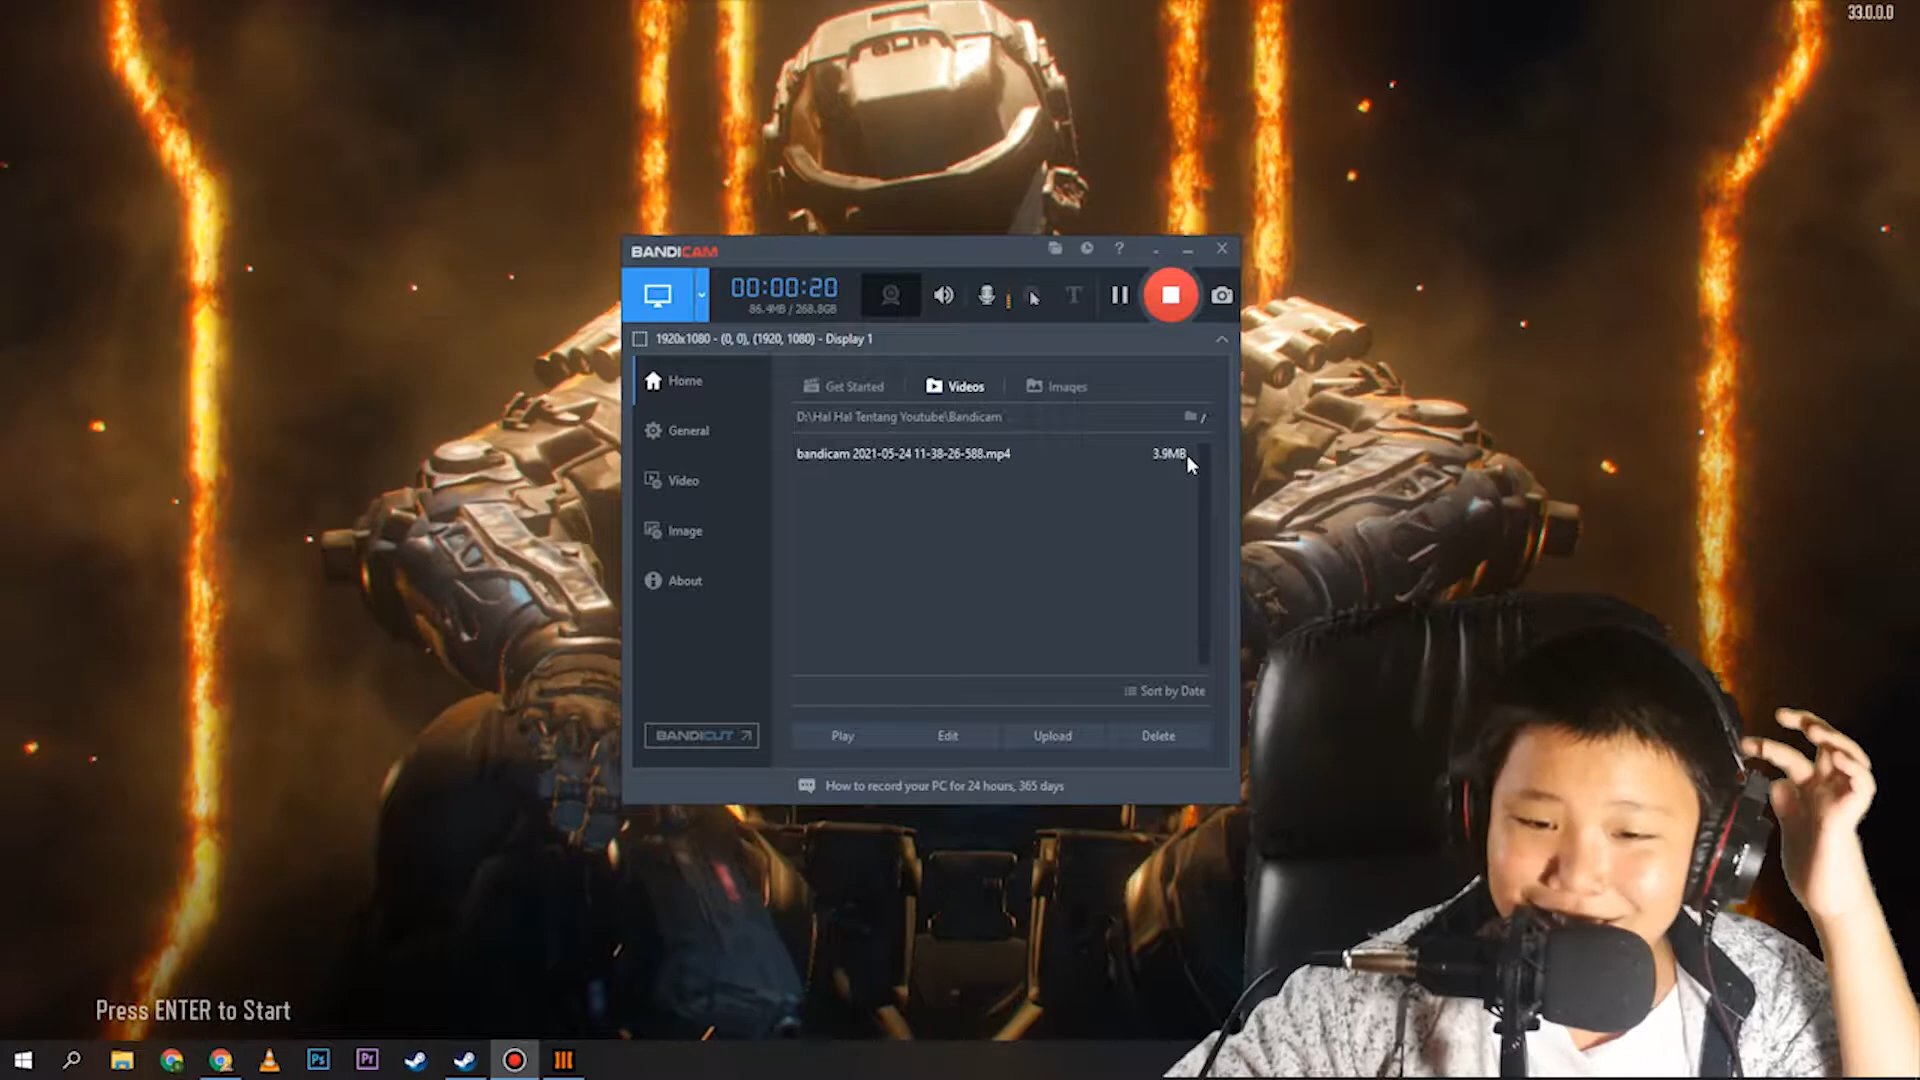 33.0.0.0
BANDICAM
?
00:00:20
86.4MB / 268.8GB
T
1920x1080 - (0, 0), (1920, 1080) - Display 1
Home
Get Started
Videos
Images
D:\Hal Hal Tentang Youtube\Bandicam
General
bandicam 2021-05-24 11-38-26-588.mp4
3.9MB
Video
Image
About
Sort by Date
BANDICUT
Play
Edit
Upload
Delete
How to record your PC for 24 hours, 365 days
Press ENTER to Start
Ps
Pr